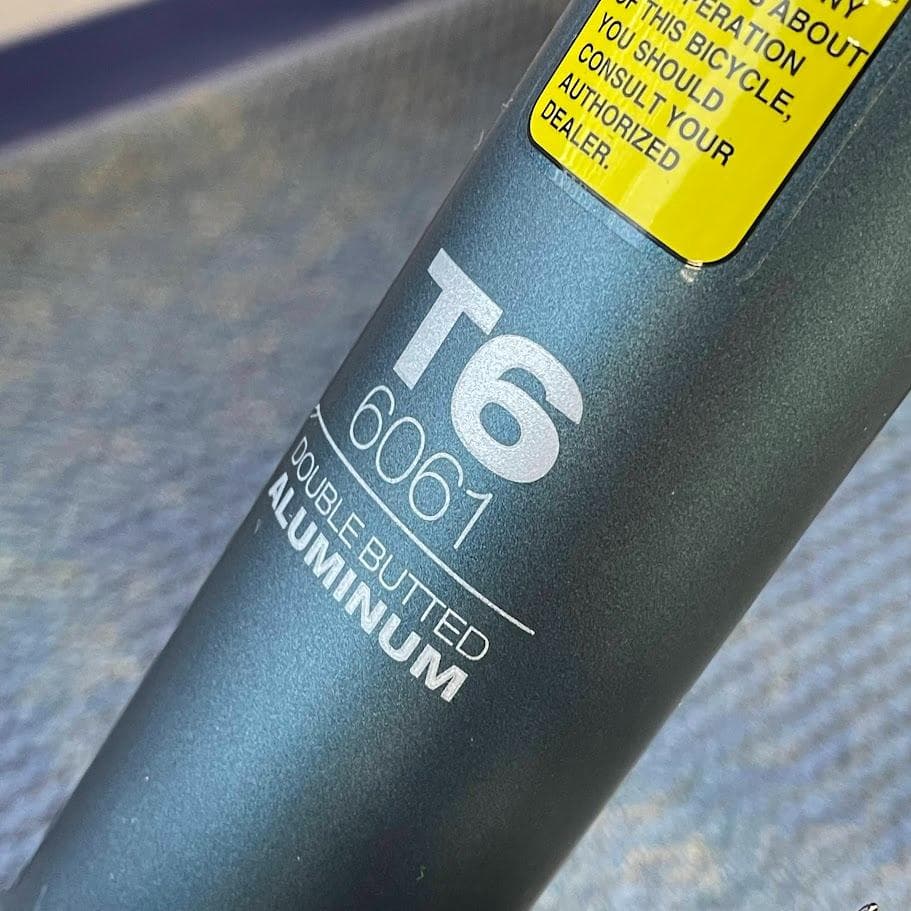 ABOUT
OF THIS BICYCLE,
YOU SHOULD
CONSULT YOUR
AUTHORIZED
DEALER.
T6
6061
DOUBLE BUTTED
ALUMINUM